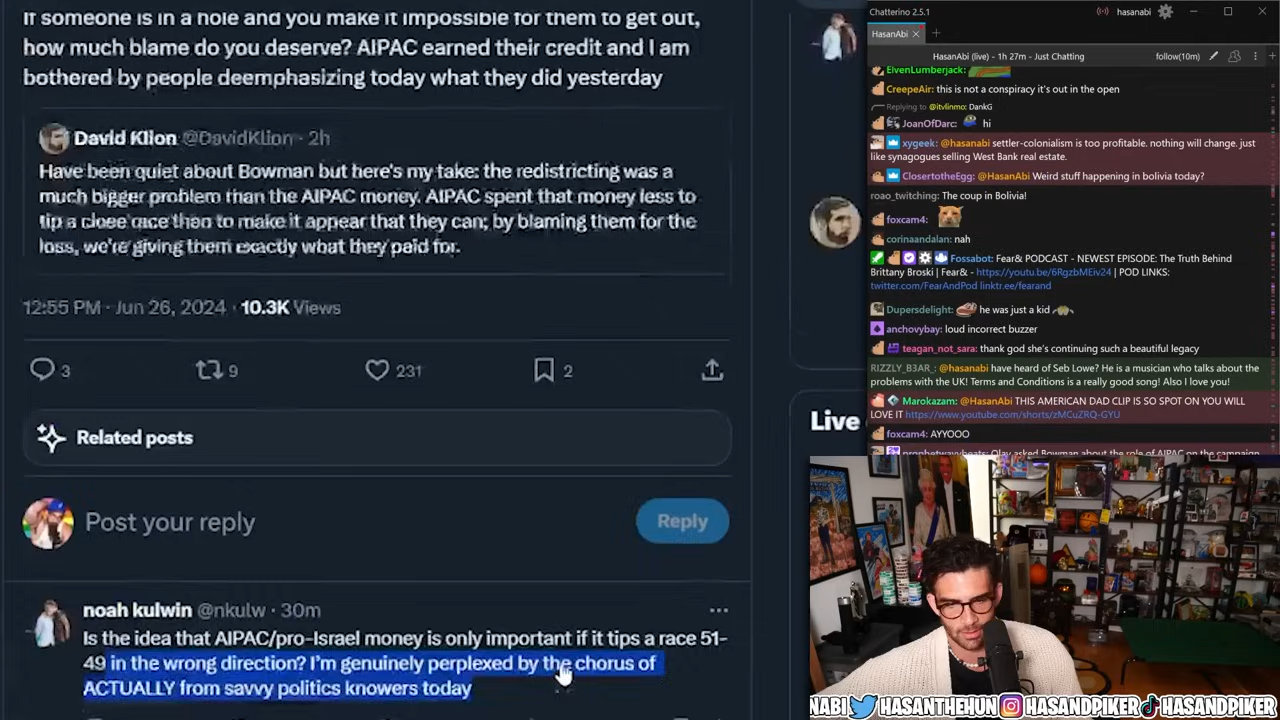 If someone is in a hole and you make it impossible for them to get out,
how much blame do you deserve? AIPAC earned their credit and I am
bothered by people demphasizing today what they did yesterday
David Klion @DavidKlion · 2h
Have been quiet about Bowman but here's my take: the redistricting was a
much bigger problem than the AIPAC money. AIPAC spent that money less to
tip a close race than to make it appear that they can; by blaming them for the
loss, we're giving them exactly what they paid for.
12:55 PM · Jun 26, 2024 · 10.3K Views
3
9
231
2
Related posts
Post your reply
Reply
noah kulwin @nkulw · 30m
Is the idea that AIPAC/pro-Israel money is only important if it tips a race 51-
49 in the wrong direction? I'm genuinely perplexed by the chorus of
ACTUALLY from savvy politics knowers today
Live
Chatterino 2.5.1
hasanabi
HasanAbi
HasanAbi (live) - 1h 27m - Just Chatting
follow(10m)
ElvenLumberjack:
CreepeAir: this is not a conspiracy it's out in the open
Replying to @itvlinmo: DankG
JoanOfDarc: hi
xygeek: @hasanabi settler-colonialism is too profitable. nothing will change. just
like synagogues selling West Bank real estate.
ClosertotheEgg: @HasanAbi Weird stuff happening in bolivia today?
roao_twitching: The coup in Bolivia!
foxcam4:
corinaandalan: nah
Fossabot: Fear& PODCAST - NEWEST EPISODE: The Truth Behind
Brittany Broski | Fear& - https://youtu.be/6RgzbMEiv24 | POD LINKS:
twitter.com/FearAndPod linktr.ee/fearand
Dupersdelight: he was just a kid
anchovybay: loud incorrect buzzer
teagan_not_sara: thank god she's continuing such a beautiful legacy
RIZZLY_B3AR_: @hasanabi have heard of Seb Lowe? He is a musician who talks about the
problems with the UK! Terms and Conditions is a really good song! Also I love you!
Marokazam: @HasanAbi THIS AMERICAN DAD CLIP IS SO SPOT ON YOU WILL
LOVE IT https://www.youtube.com/shorts/zMCuZRQ-GYU
foxcam4: AYYOOO
prophetwavybeats: Olay asked Bowman about the role of AIPAC on the campaign
NABI HASANTHEHUN HASANDPIKER HASANDPIKER